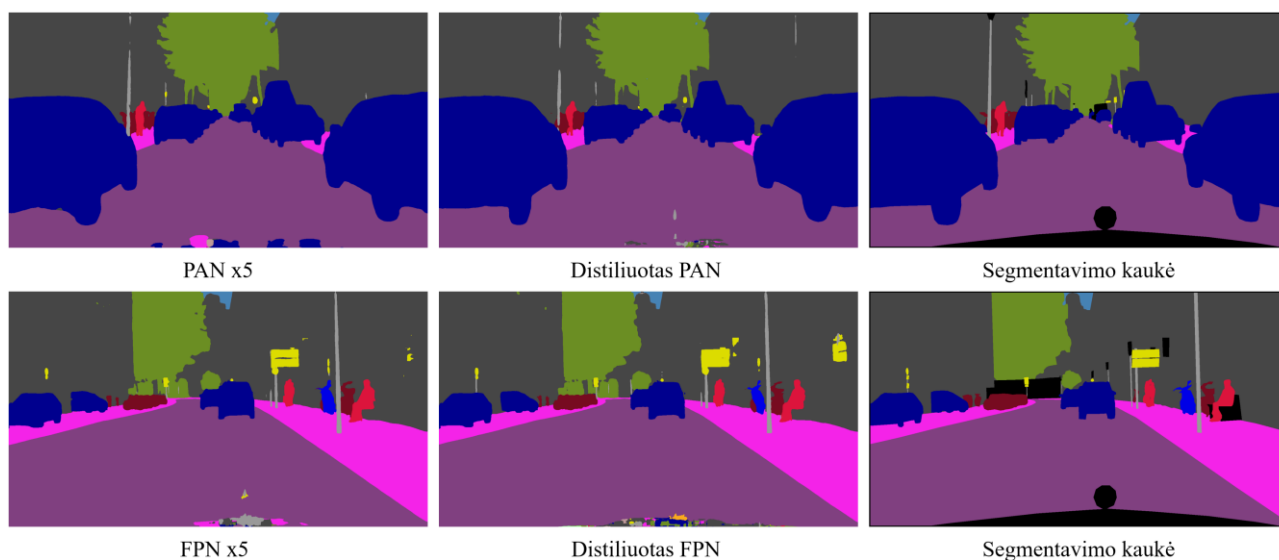 PAN x5
Distiliuotas PAN
Segmentavimo kaukė
FPN x5
Distiliuotas FPN
Segmentavimo kaukė